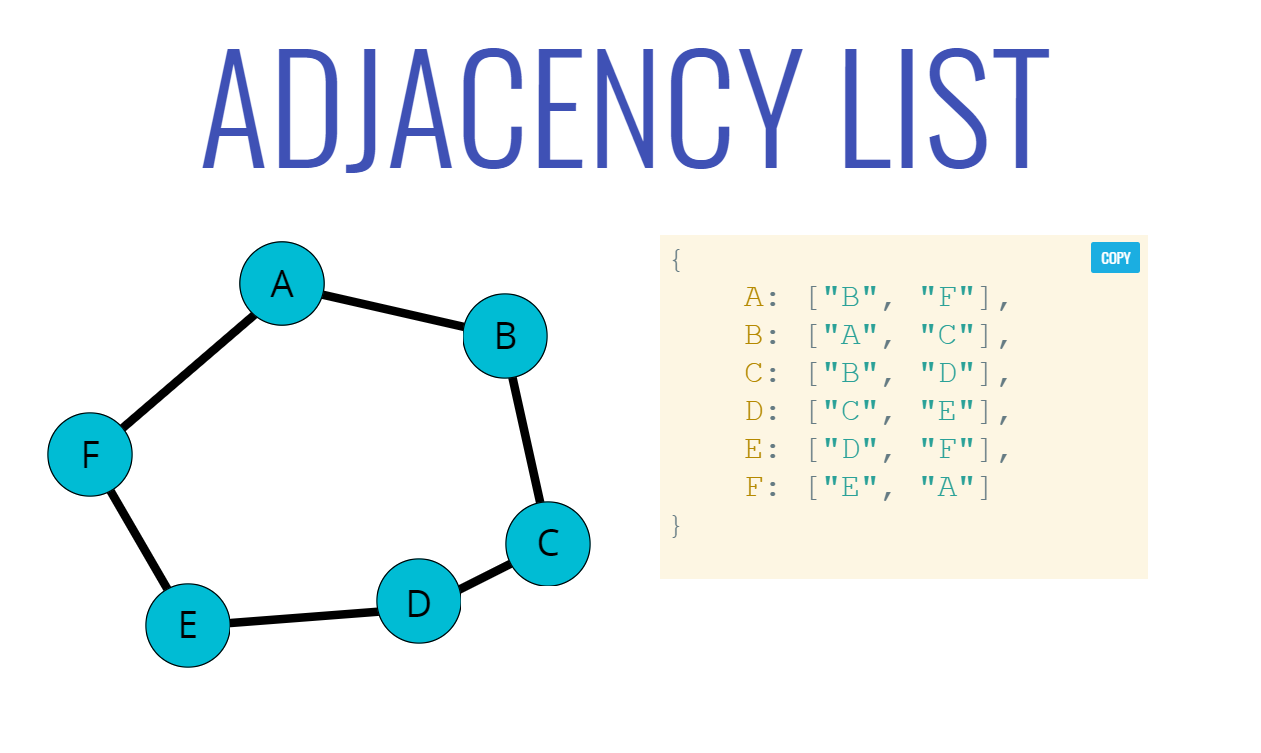 ADJACENCY LIST
A
B
F
C
D
E
COPY
{
A: ["B", "F"],
B: ["A", "C"],
C: ["B", "D"],
D: ["C", "E"],
E: ["D", "F"],
F: ["E", "A"]
}